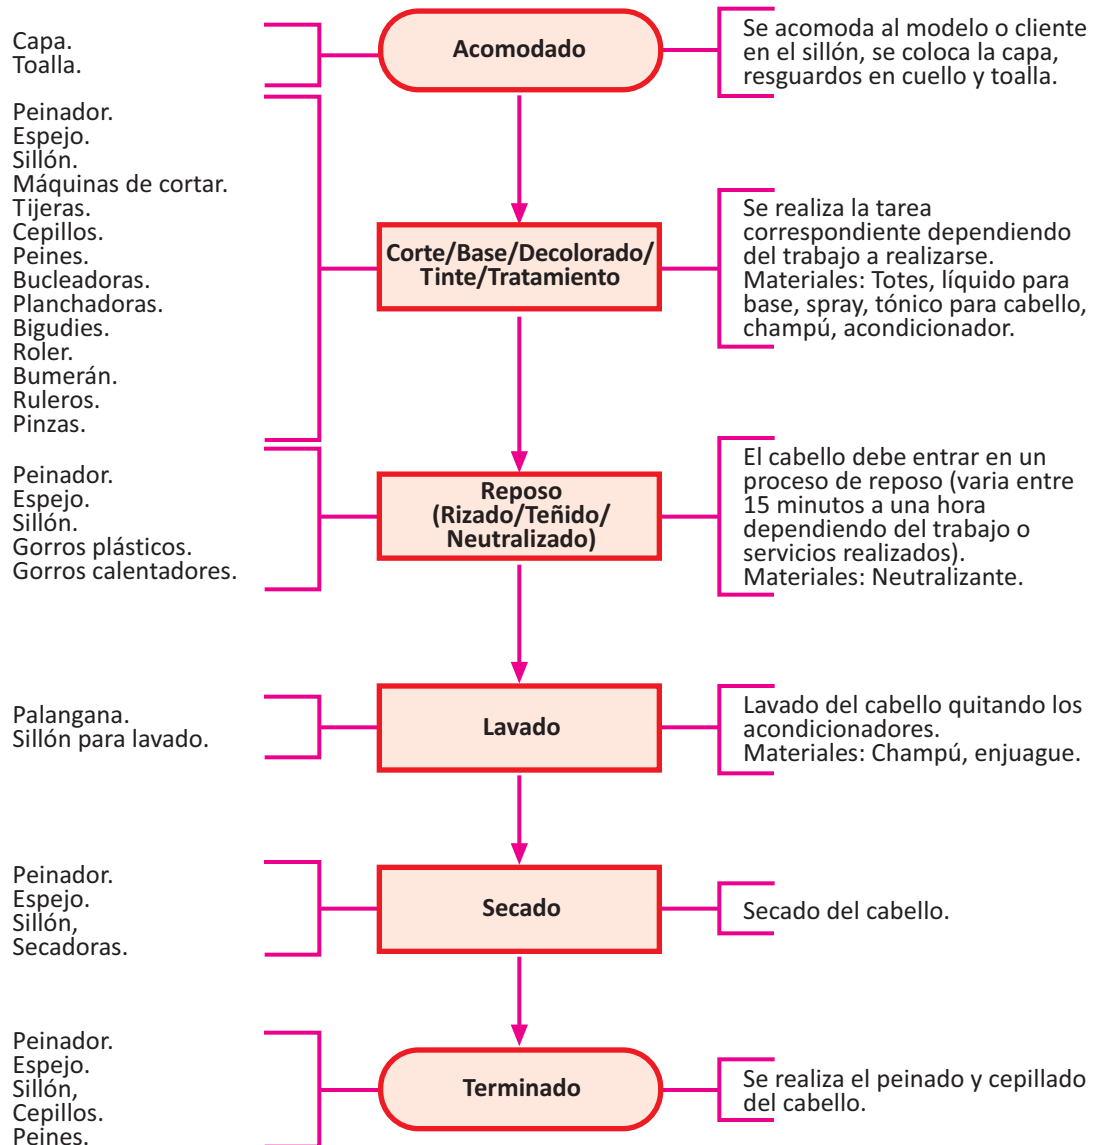 Capa.
Toalla.
Acomodado
Se acomoda al modelo o cliente
en el sillón, se coloca la capa,
resguardos en cuello y toalla.
Peinador.
Espejo.
Sillón.
Máquinas de cortar.
Tijeras.
Cepillos.
Peines.
Bucleadoras.
Planchadoras.
Bigudies.
Roler.
Bumerán.
Ruleros.
Pinzas.
Corte/Base/Decolorado/
Tinte/Tratamiento
Se realiza la tarea
correspondiente dependiendo
del trabajo a realizarse.
Materiales: Totes, líquido para
base, spray, tónico para cabello,
champú, acondicionador.
Peinador.
Espejo.
Sillón.
Gorros plásticos.
Gorros calentadores.
Reposo
(Rizado/Teñido/
Neutralizado)
El cabello debe entrar en un
proceso de reposo (varia entre
15 minutos a una hora
dependiendo del trabajo o
servicios realizados).
Materiales: Neutralizante.
Palangana.
Sillón para lavado.
Lavado
Lavado del cabello quitando los
acondicionadores.
Materiales: Champú, enjuague.
Peinador.
Espejo.
Sillón,
Secadoras.
Secado
Secado del cabello.
Peinador.
Espejo.
Sillón,
Cepillos.
Peines.
Terminado
Se realiza el peinado y cepillado
del cabello.